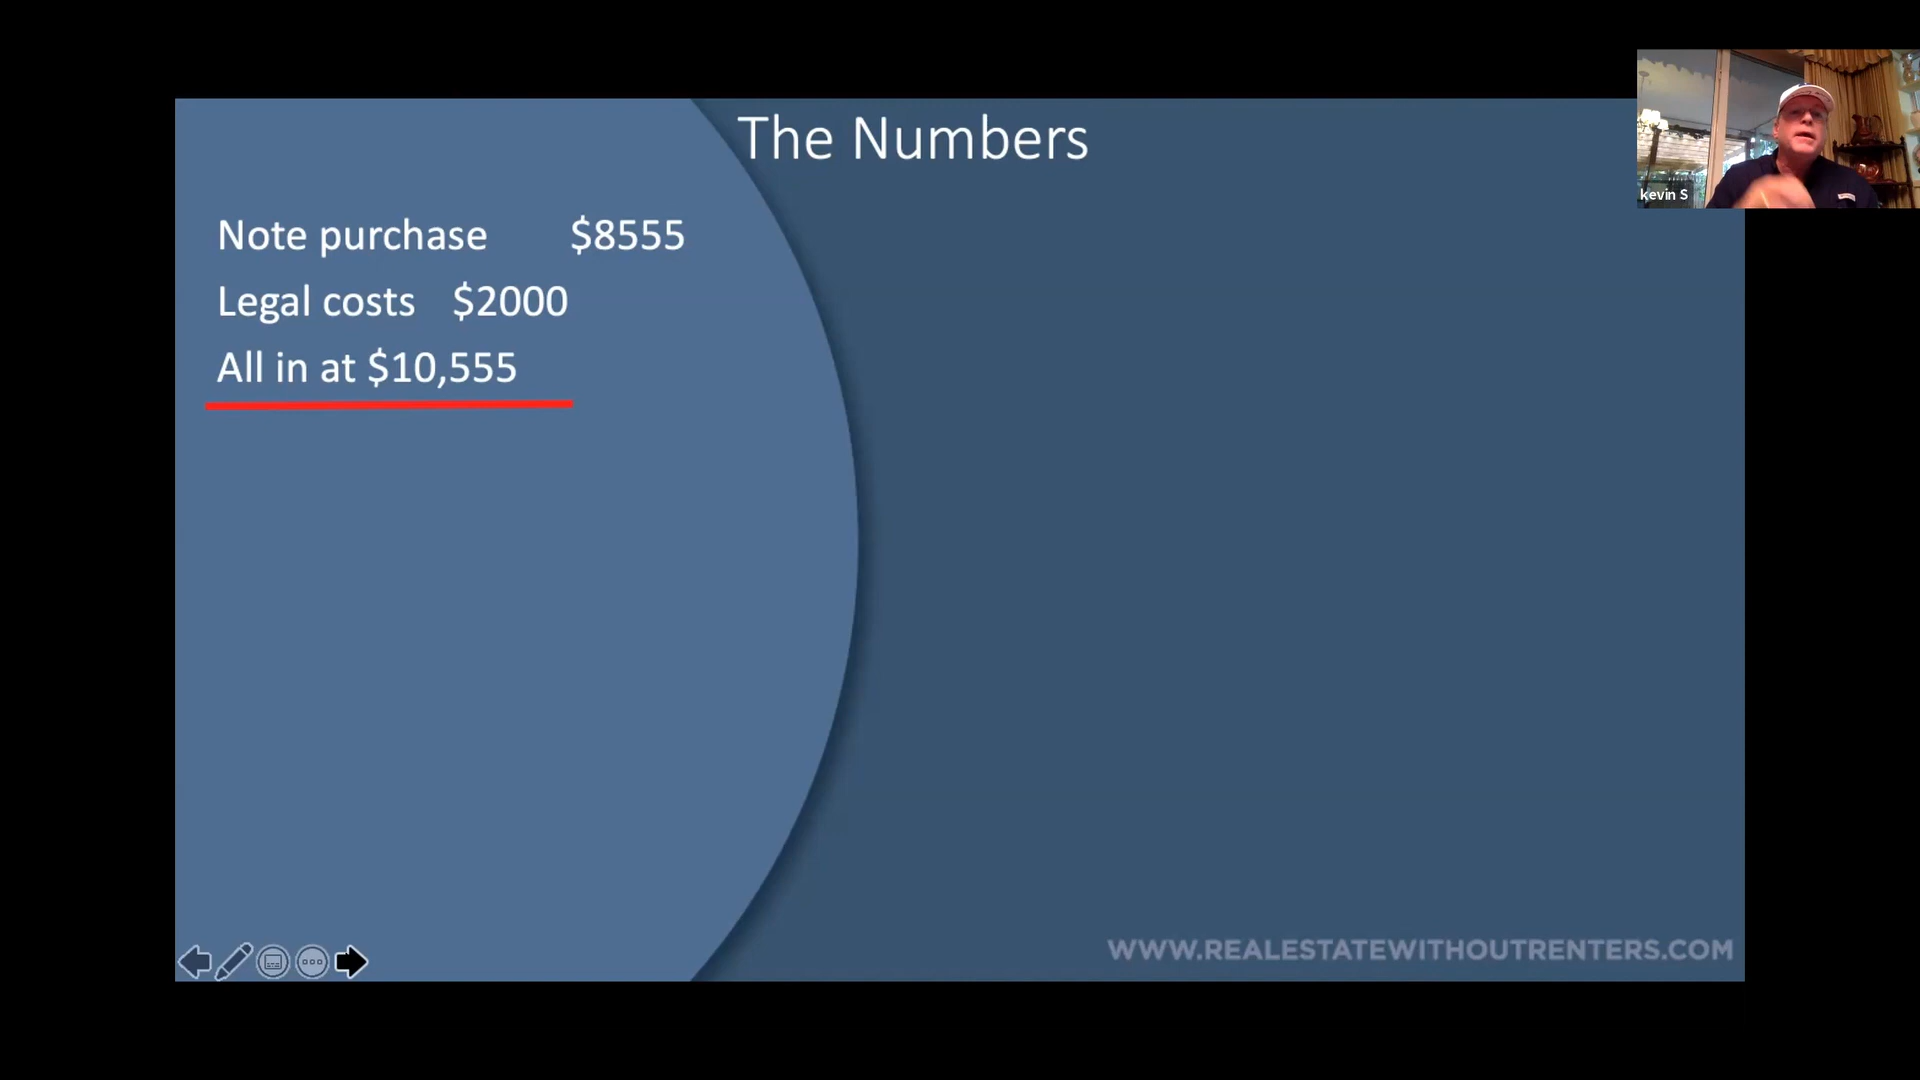 The Numbers
kevin S
Note purchase $8555
Legal costs $2000
All in at $10,555
WWW.REALESTATEWITHOUTRENTERS.COM